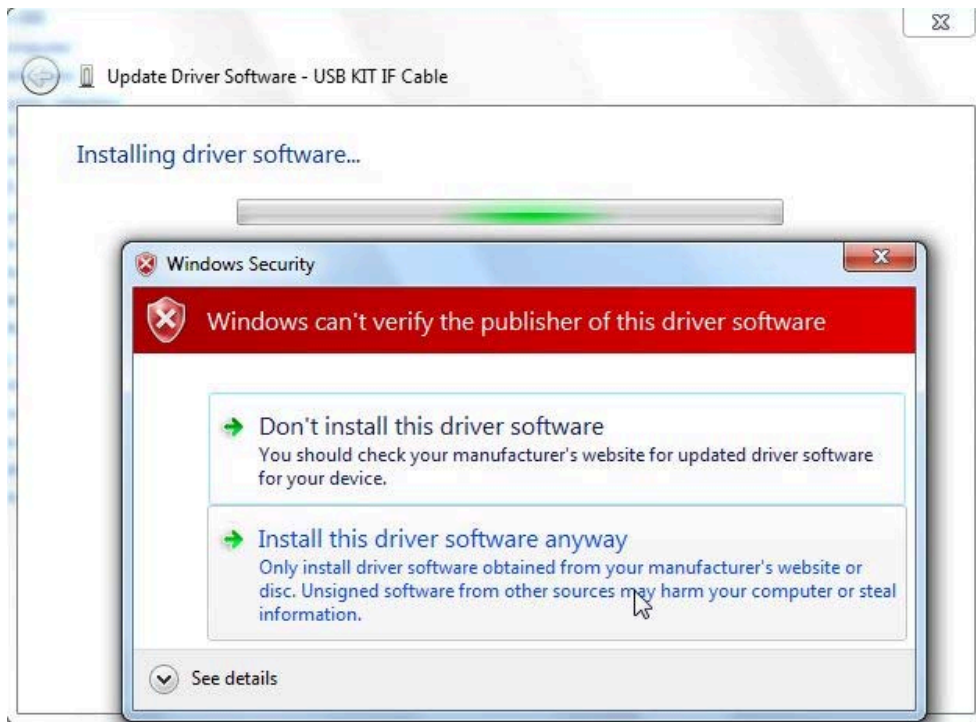 Update Driver Software - USB KIT IF Cable
Installing driver software...
Windows Security
Windows can't verify the publisher of this driver software
Don't install this driver software
You should check your manufacturer's website for updated driver software
for your device.
Install this driver software anyway
Only install driver software obtained from your manufacturer's website or
disc. Unsigned software from other sources may harm your computer or steal
information.
See details